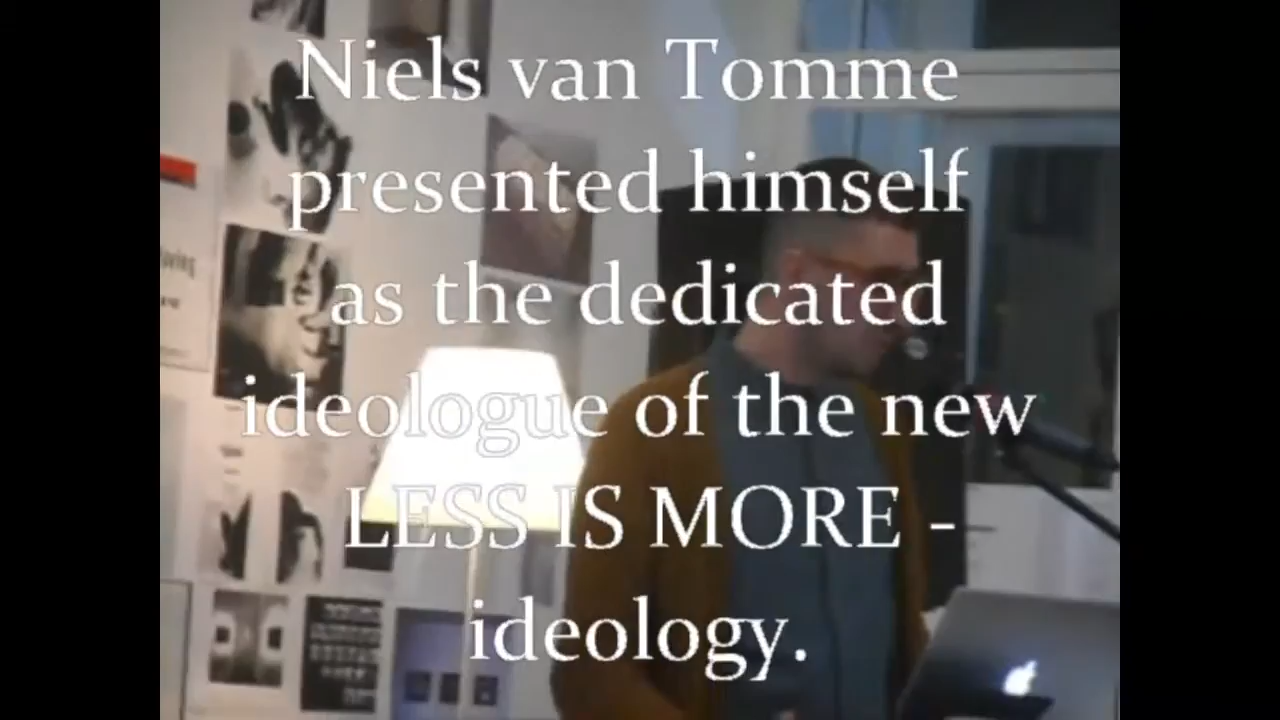 Niels van Tomme
presented himself
as the dedicated
ideologue of the new
LESS IS MORE -
ideology.